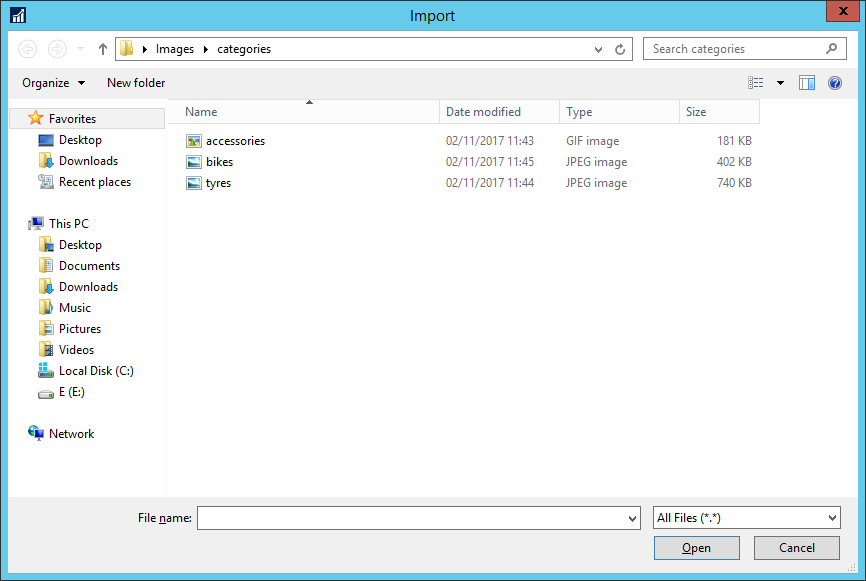 Import
Images categories
Search categories
Organize New folder
Name Date modified Type Size
Favorites
Desktop
Downloads
Recent places
This PC
Desktop
Documents
Downloads
Music
Pictures
Videos
Local Disk (C:)
E (E:)
Network
accessories 02/11/2017 11:43 GIF image 181 KB
bikes 02/11/2017 11:45 JPEG image 402 KB
tyres 02/11/2017 11:44 JPEG image 740 KB
File name: All Files (*.*)
Open Cancel